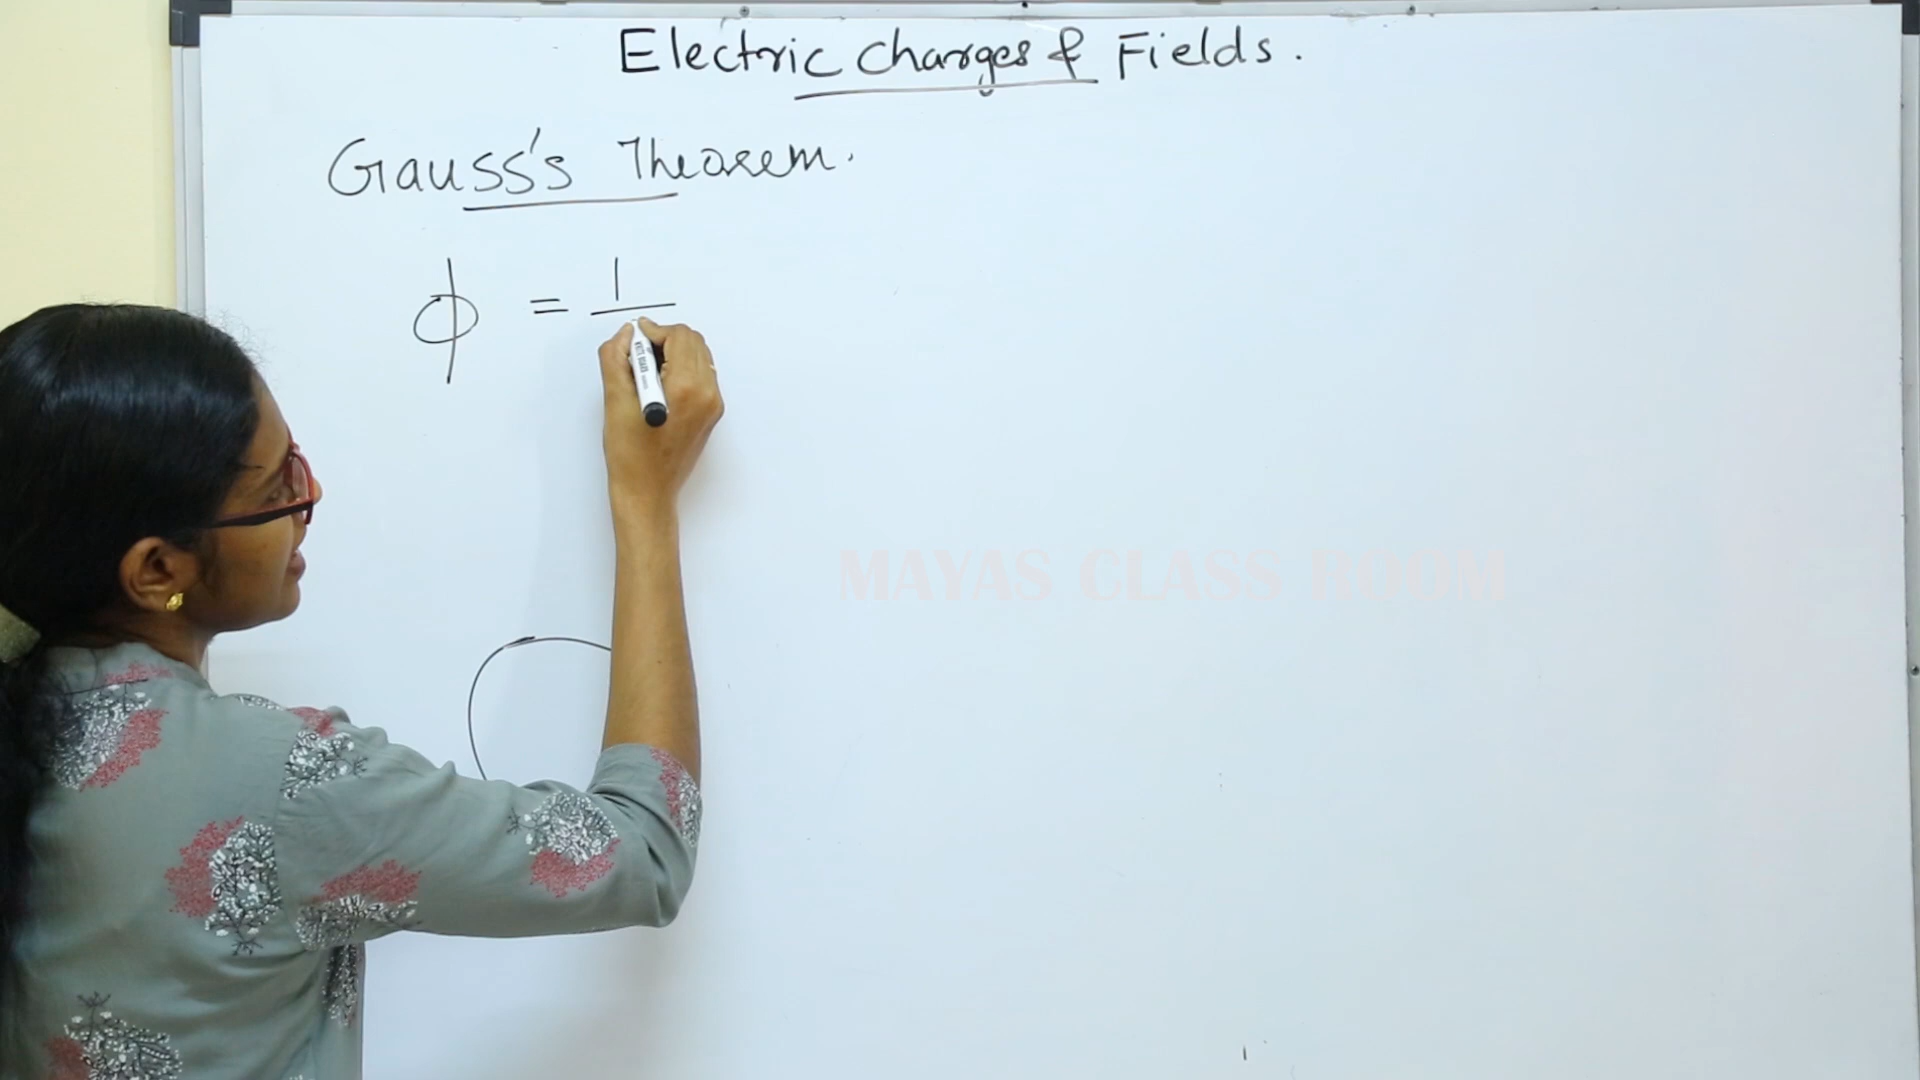 Electric Charges & Fields.
Gauss's Theorem.
ϕ = 1
MAYAS CLASS ROOM